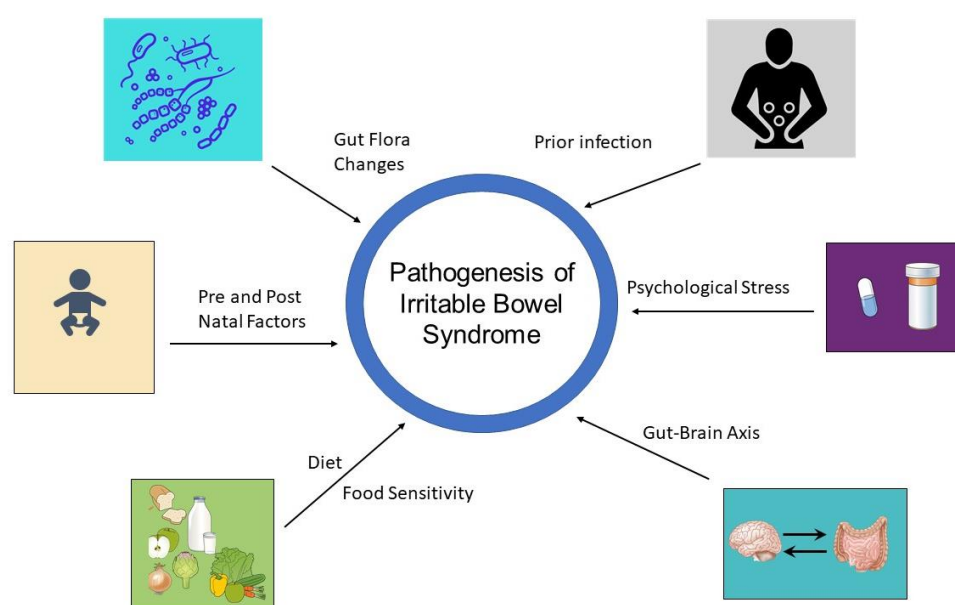 Gut Flora
Changes
Prior infection
Pathogenesis of
Irritable Bowel
Syndrome
Pre and Post
Natal Factors
Psychological Stress
Gut-Brain Axis
Diet
Food Sensitivity